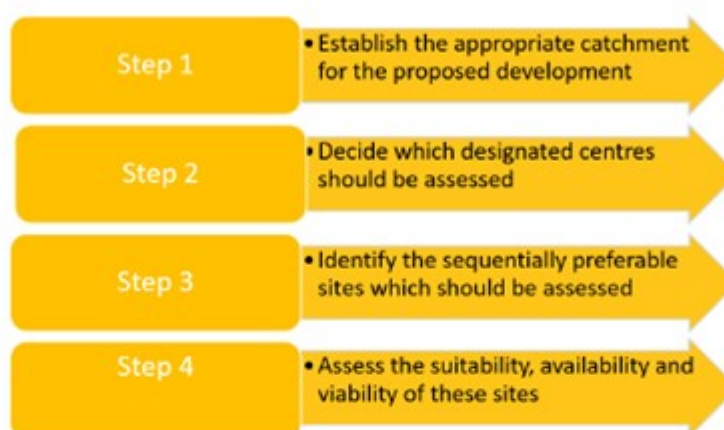 Step 1
• Establish the appropriate catchment
for the proposed development
Step 2
• Decide which designated centres
should be assessed
Step 3
• Identify the sequentially preferable
sites which should be assessed
Step 4
• Assess the suitability, availability and
viability of these sites